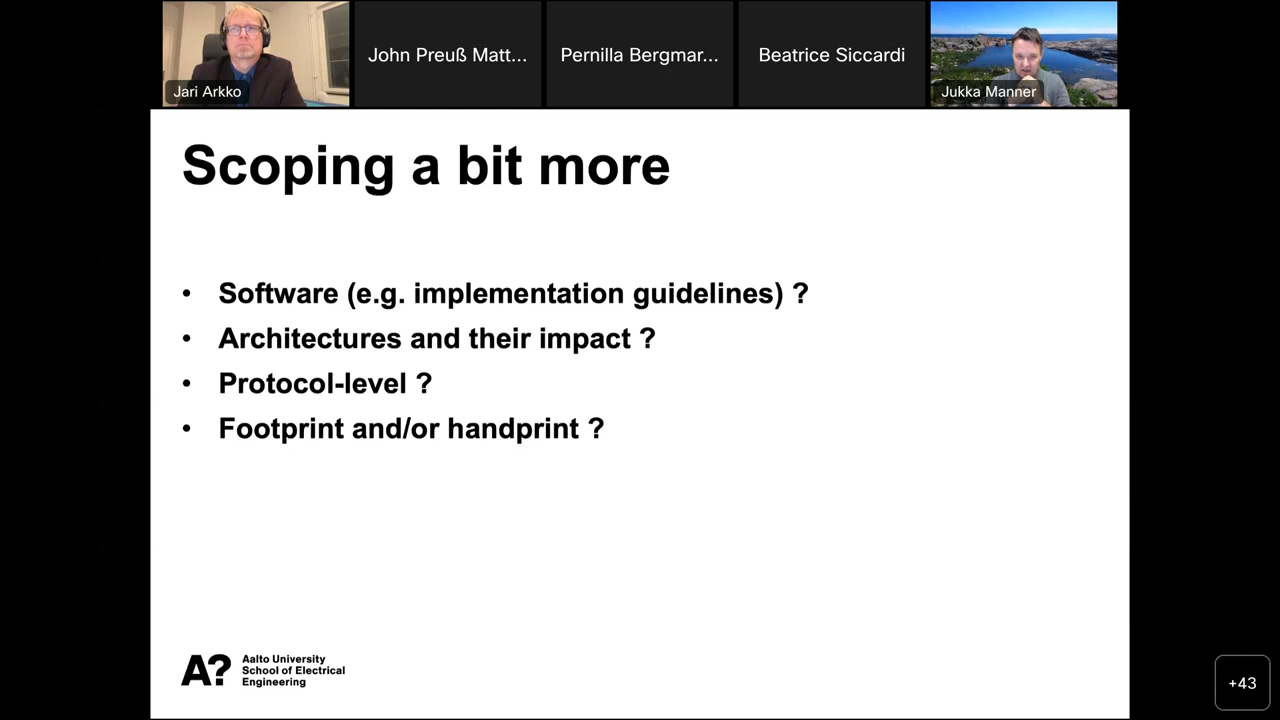 Jari Arkko
John Preuß Matt...
Pernilla Bergmar...
Beatrice Siccardi
Jukka Manner
Scoping a bit more
• Software (e.g. implementation guidelines) ?
• Architectures and their impact ?
• Protocol-level ?
• Footprint and/or handprint ?
A?
Aalto University
School of Electrical
Engineering
+43